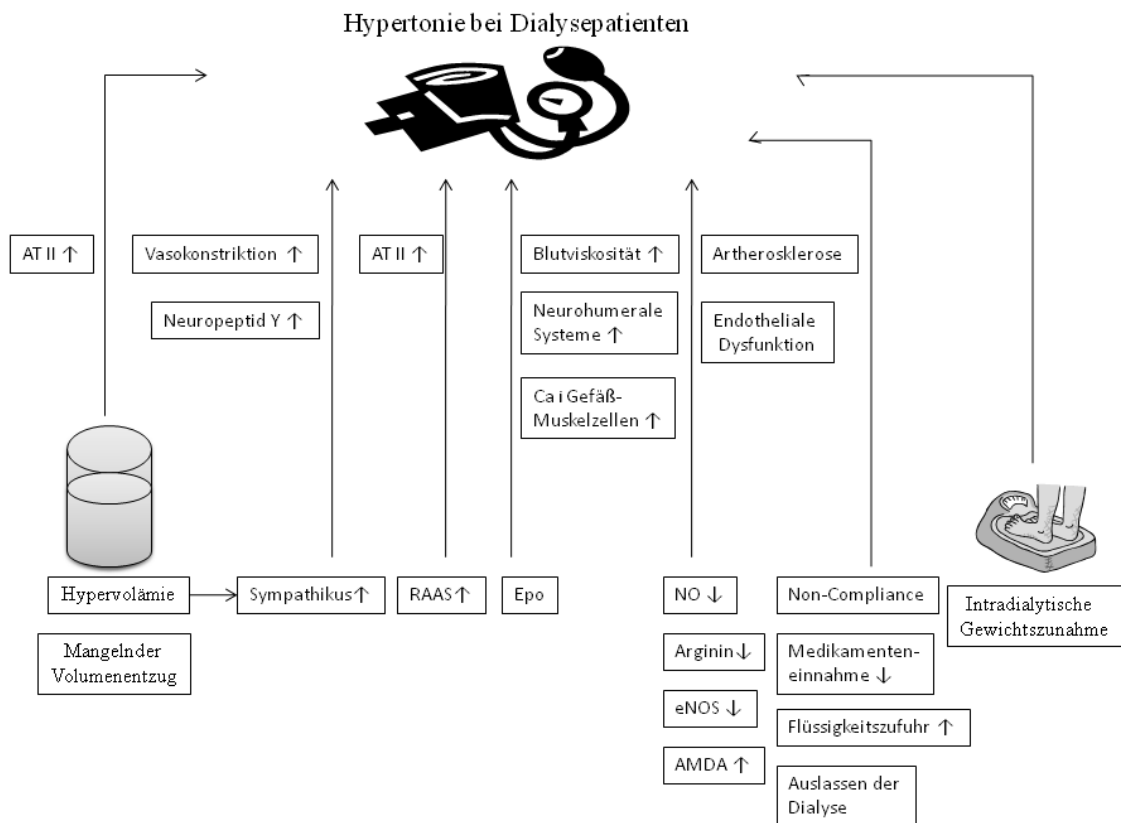 Hypertonie bei Dialysepatienten
AT II ↑
Vasokonstriktion ↑
AT II ↑
Blutviskosität ↑
Artherosklerose
Neuropeptid Y ↑
Neurohumerale
Systeme ↑
Endotheliale
Dysfunktion
Ca i Gefäß-
Muskelzellen ↑
Hypervolämie
Sympathikus ↑
RAAS ↑
Epo
NO ↓
Non-Compliance
Intradialytische
Gewichtszunahme
Mangelnder
Volumenentzug
Arginin ↓
Medikamenten-
einnahme ↓
eNOS ↓
Flüssigkeitszufuhr ↑
AMDA ↑
Auslassen der
Dialyse